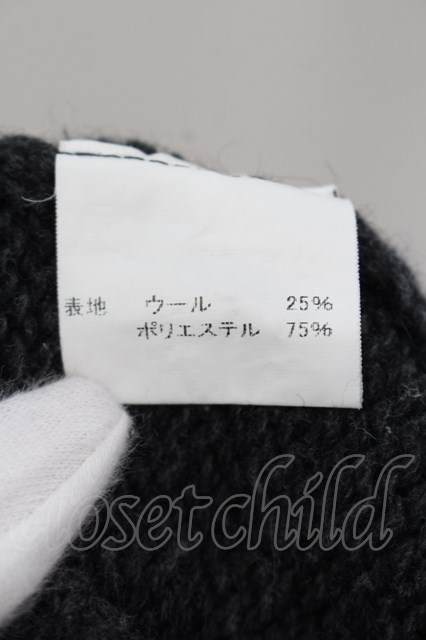 表地 ウール 25%
ポリエステル 75%
closetchild